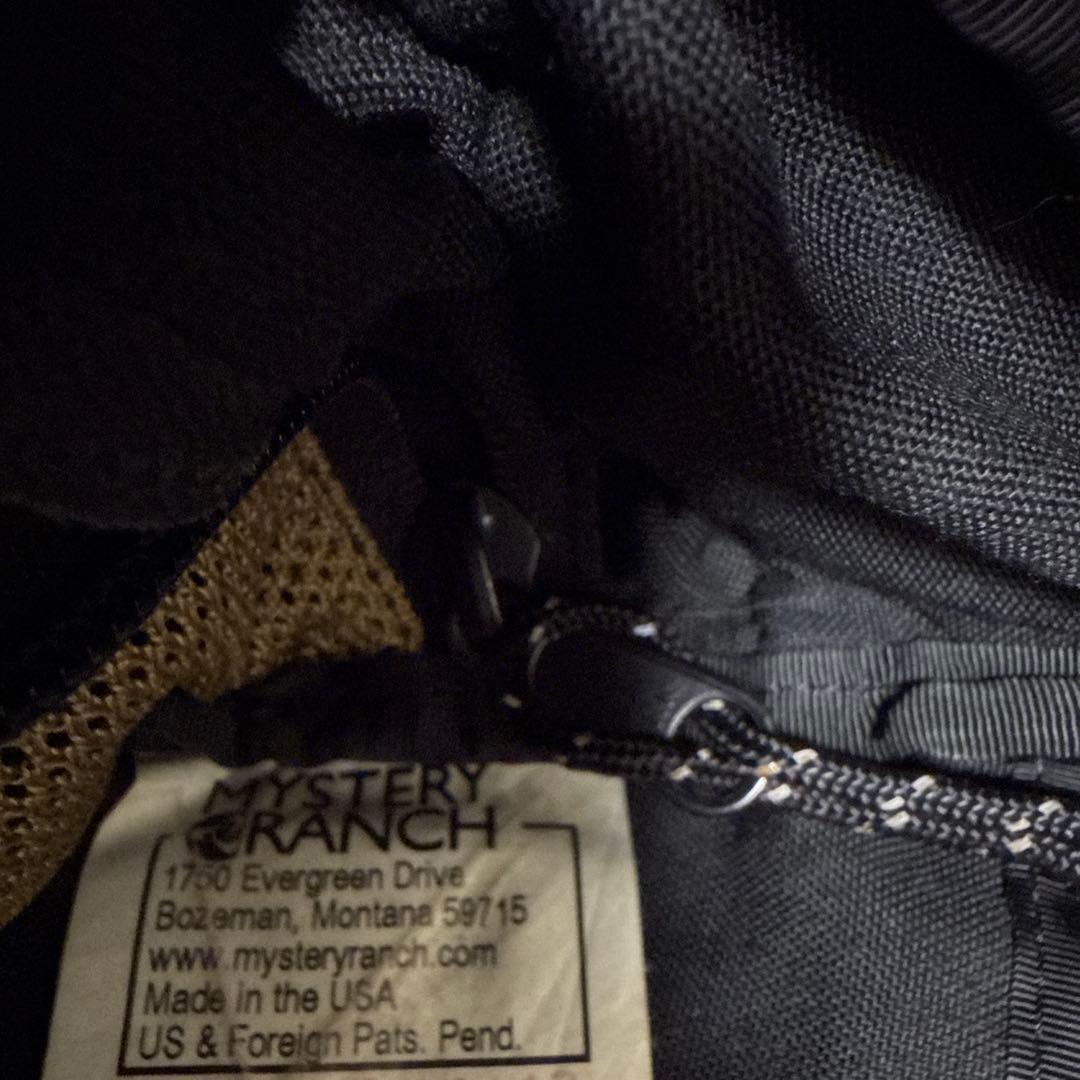 MYSTERY
RANCH
1750 Evergreen Drive
Bozeman, Montana 59715
www.mysteryranch.com
Made in the USA
US & Foreign Pats. Pend.